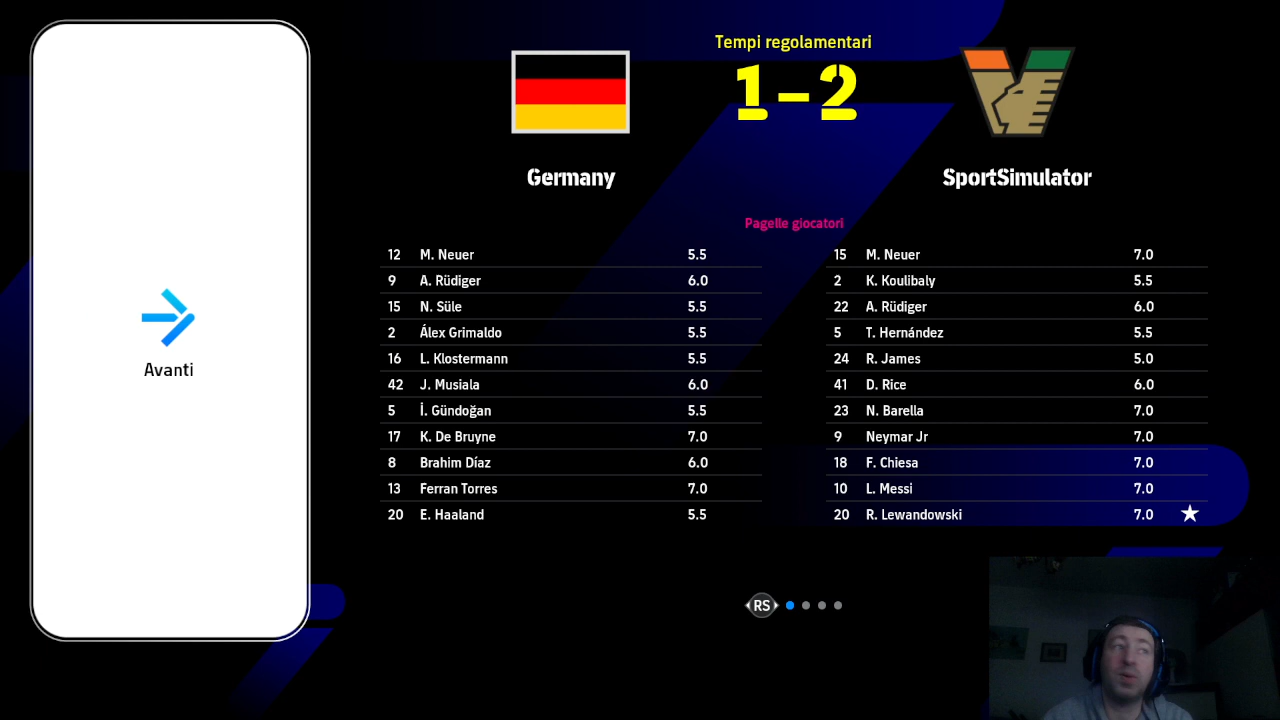 Tempi regolamentari
1-2
Germany
SportSimulator
Pagelle giocatori
12 M. Neuer 5.5
15 M. Neuer 7.0
9 A. Rüdiger 6.0
2 K. Koulibaly 5.5
15 N. Süle 5.5
22 A. Rüdiger 6.0
2 Álex Grimaldo 5.5
5 T. Hernández 5.5
16 L. Klostermann 5.5
24 R. James 5.0
42 J. Musiala 6.0
41 D. Rice 6.0
5 İ. Gündoğan 5.5
23 N. Barella 7.0
17 K. De Bruyne 7.0
9 Neymar Jr 7.0
8 Brahim Díaz 6.0
18 F. Chiesa 7.0
13 Ferran Torres 7.0
10 L. Messi 7.0
20 E. Haaland 5.5
20 R. Lewandowski 7.0
Avanti
RS